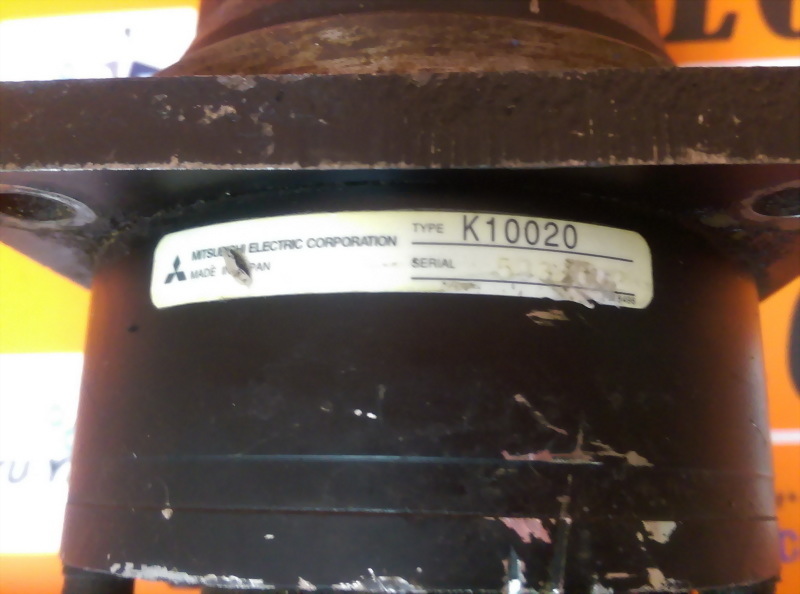 MITSUBISHI ELECTRIC CORPORATION
MADE IN JAPAN
TYPE K10020
SERIAL